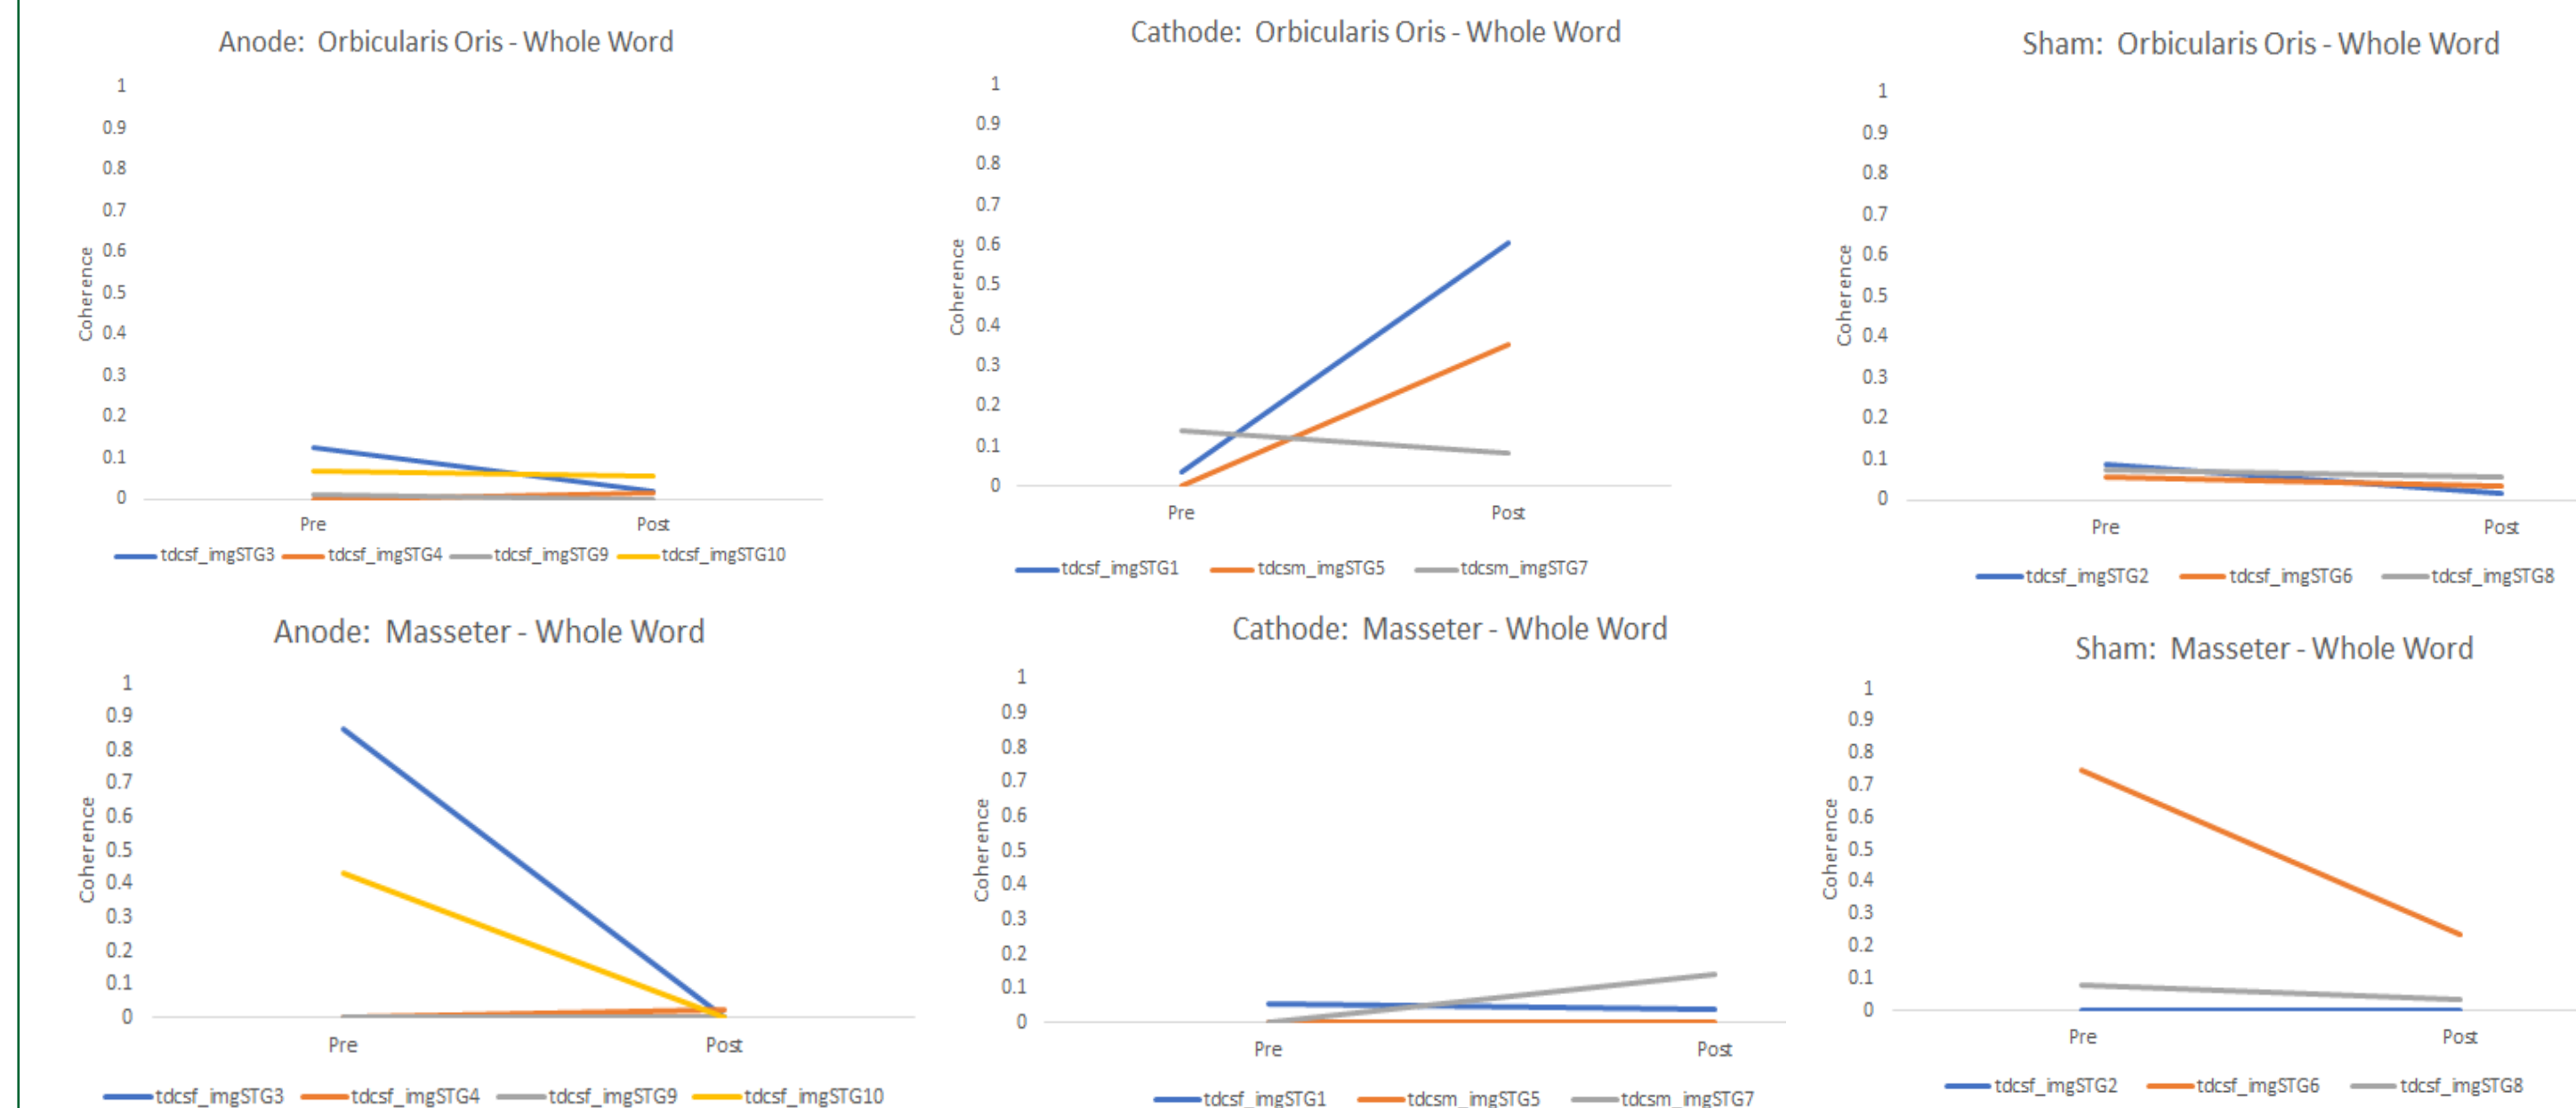 Anode: Orbicularis Oris - Whole Word
1
0.9
0.8
0.7
0.6
0.5
0.4
0.3
0.2
0.1
0
Coherence
Pre Post
tdcsf_imgSTG3 tdcsf_imgSTG4 tdcsf_imgSTG9 tdcsf_imgSTG10
Cathode: Orbicularis Oris - Whole Word
1
0.9
0.8
0.7
0.6
0.5
0.4
0.3
0.2
0.1
0
Coherence
Pre Post
tdcsf_imgSTG1 tdcsm_imgSTG5 tdcsm_imgSTG7
Sham: Orbicularis Oris - Whole Word
1
0.9
0.8
0.7
0.6
0.5
0.4
0.3
0.2
0.1
0
Coherence
Pre Post
tdcsf_imgSTG2 tdcsf_imgSTG6 tdcsf_imgSTG8
Anode: Masseter - Whole Word
1
0.9
0.8
0.7
0.6
0.5
0.4
0.3
0.2
0.1
0
Coherence
Pre Post
tdcsf_imgSTG3 tdcsf_imgSTG4 tdcsf_imgSTG9 tdcsf_imgSTG10
Cathode: Masseter - Whole Word
1
0.9
0.8
0.7
0.6
0.5
0.4
0.3
0.2
0.1
0
Coherence
Pre Post
tdcsf_imgSTG1 tdcsm_imgSTG5 tdcsm_imgSTG7
Sham: Masseter - Whole Word
1
0.9
0.8
0.7
0.6
0.5
0.4
0.3
0.2
0.1
0
Coherence
Pre Post
tdcsf_imgSTG2 tdcsf_imgSTG6 tdcsf_imgSTG8